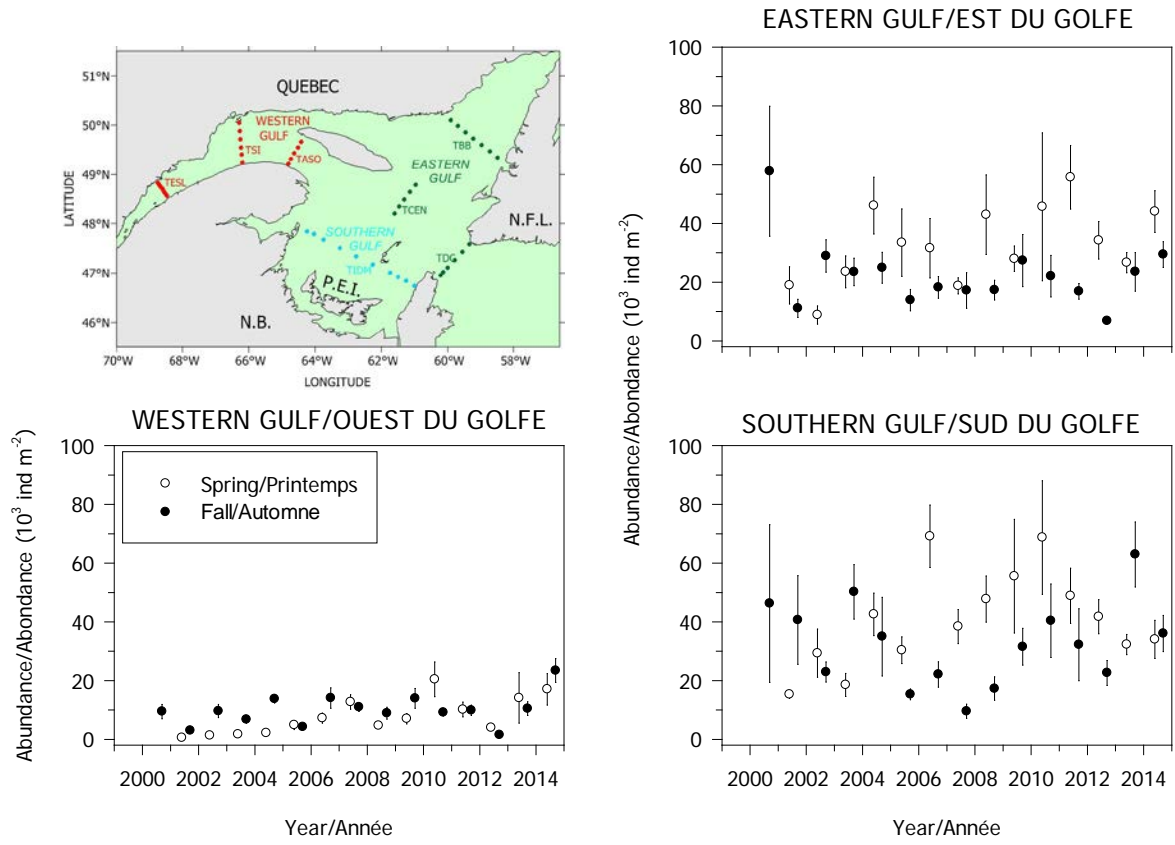 51°N
50°N
49°N
48°N
47°N
46°N
LATITUDE
QUEBEC
WESTERN
GULF
TSI
TASO
TESL
TBB
EASTERN
GULF
TCEN
N.F.L.
SOUTHERN
GULF
TIDM
TDC
P.E.I.
N.B.
70°W 68°W 66°W 64°W 62°W 60°W 58°W
LONGITUDE
EASTERN GULF/EST DU GOLFE
100
80
60
40
20
0
Abundance/Abondance (10³ ind m⁻²)
WESTERN GULF/OUEST DU GOLFE
100
80
60
40
20
0
Abundance/Abondance (10³ ind m⁻²)
Spring/Printemps
Fall/Automne
2000 2002 2004 2006 2008 2010 2012 2014
Year/Année
SOUTHERN GULF/SUD DU GOLFE
100
80
60
40
20
0
2000 2002 2004 2006 2008 2010 2012 2014
Year/Année